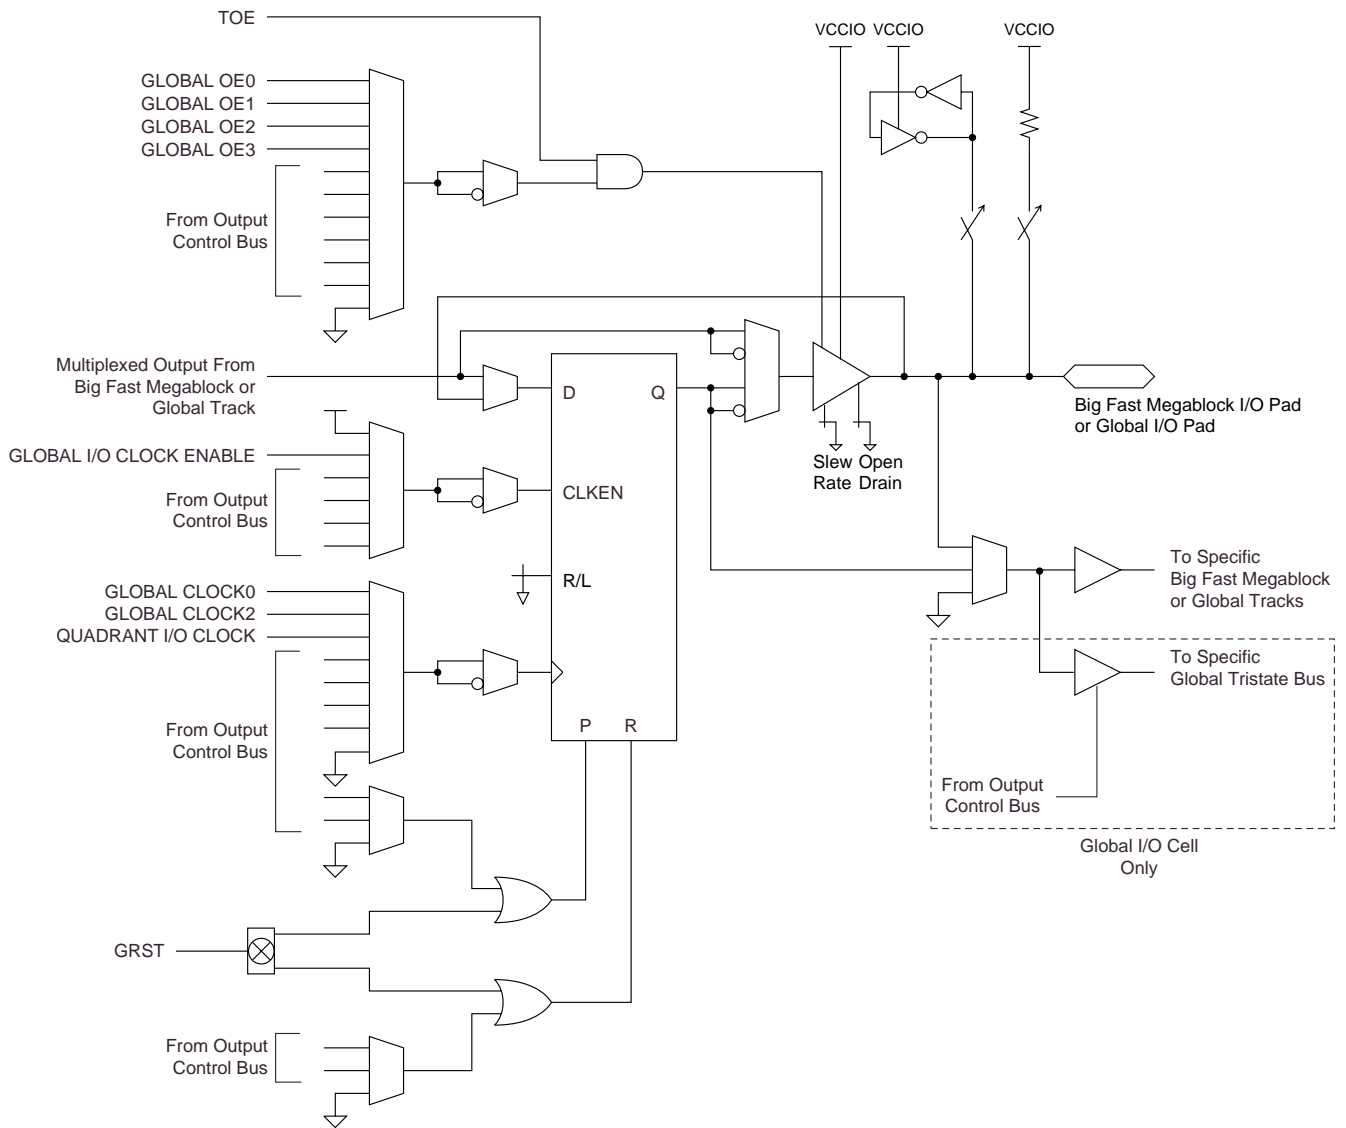 TOE
VCCIO VCCIO
VCCIO
GLOBAL OE0
GLOBAL OE1
GLOBAL OE2
GLOBAL OE3
From Output
Control Bus
Multiplexed Output From
Big Fast Megablock or
Global Track
D
Q
Big Fast Megablock I/O Pad
or Global I/O Pad
GLOBAL I/O CLOCK ENABLE
Slew Open
Rate Drain
From Output
Control Bus
CLKEN
R/L
To Specific
Big Fast Megablock
or Global Tracks
GLOBAL CLOCK0
GLOBAL CLOCK2
QUADRANT I/O CLOCK
To Specific
Global Tristate Bus
From Output
Control Bus
P
R
From Output
Control Bus
Global I/O Cell
Only
GRST
From Output
Control Bus